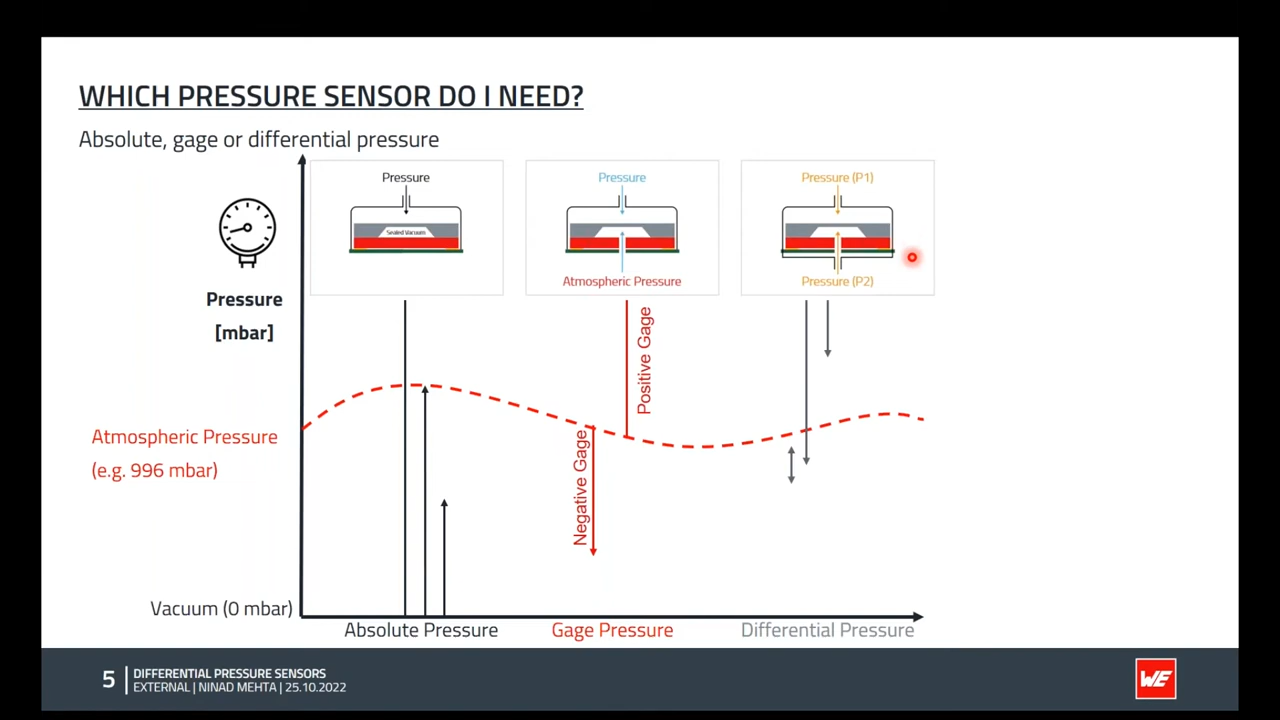 WHICH PRESSURE SENSOR DO I NEED?
Absolute, gage or differential pressure
Pressure
Sealed Vacuum
Pressure
Atmospheric Pressure
Pressure (P1)
Pressure (P2)
Pressure
[mbar]
Positive Gage
Negative Gage
Atmospheric Pressure
(e.g. 996 mbar)
Vacuum (0 mbar)
Absolute Pressure
Gage Pressure
Differential Pressure
5
DIFFERENTIAL PRESSURE SENSORS
EXTERNAL | NINAD MEHTA | 25.10.2022
WE